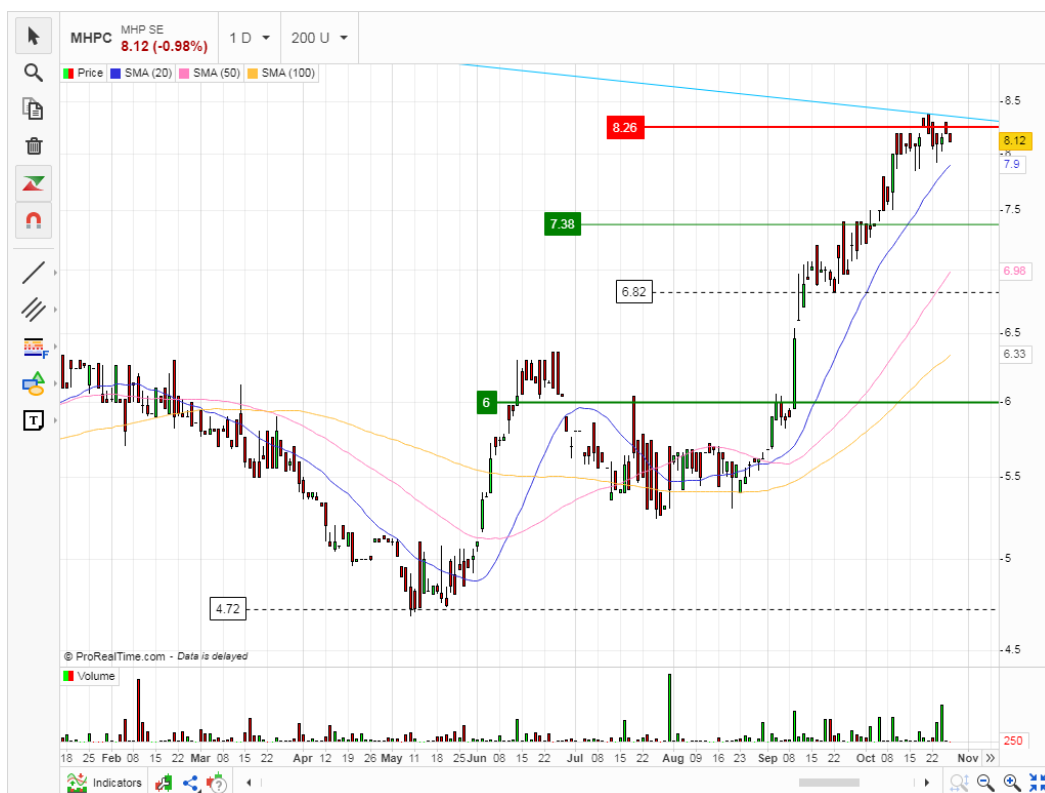 MHPC MHP SE 8.12 (-0.98%) 1 D 200 U
Price SMA (20) SMA (50) SMA (100)
8.5
8.26
8.12
8
7.9
7.5
7.38
6.98
6.82
6.5
6.33
6
6
5.5
5
4.72
4.5
F
T
© ProRealTime.com - Data is delayed
Volume
250
18 25 Feb 08 15 22 Mar 08 15 22 Apr 12 19 26 May 11 18 25 Jun 15 22 Jul 08 15 22 Aug 09 16 23 Sep 08 15 22 Oct 08 15 22 Nov »
Indicators